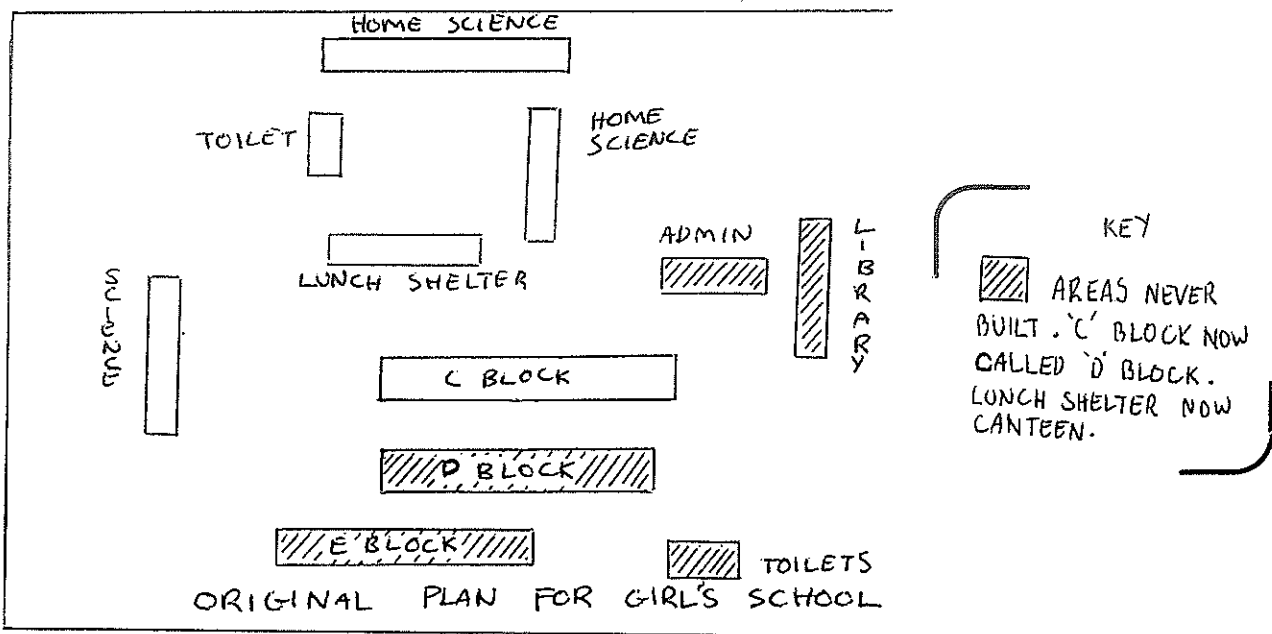 HOME SCIENCE
TOILET
HOME
SCIENCE
ADMIN
LIBRARY
LUNCH SHELTER
SCIENCE
C BLOCK
D BLOCK
E BLOCK
TOILETS
ORIGINAL PLAN FOR GIRL'S SCHOOL
KEY
AREAS NEVER
BUILT. 'C' BLOCK NOW
CALLED 'D' BLOCK.
LUNCH SHELTER NOW
CANTEEN.